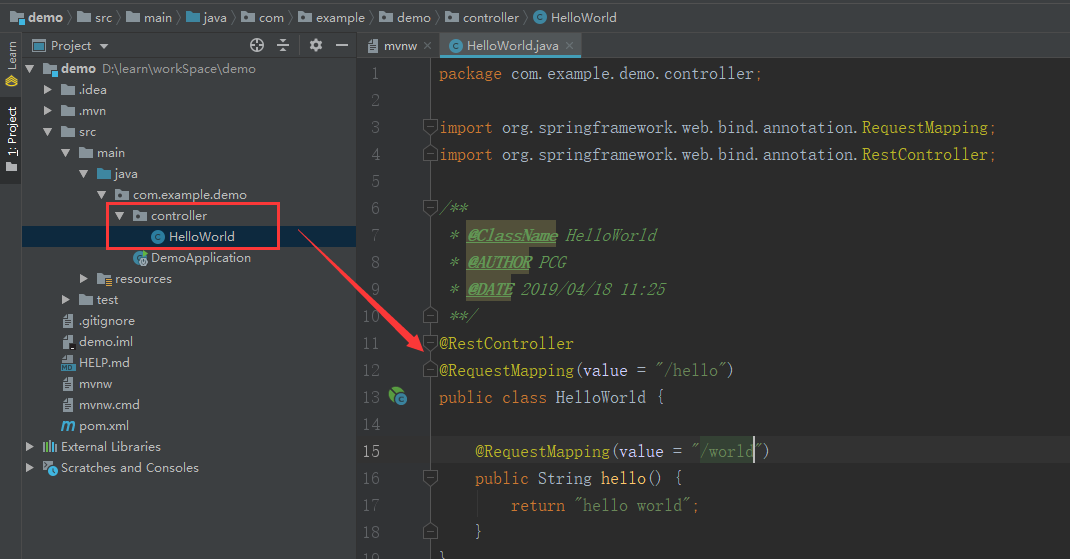 demo src main java com example demo controller HelloWorld
Project
mvnw HelloWorld.java
Learn
1: Project
demo D:\learn\workSpace\demo
.idea
.mvn
src
main
java
com.example.demo
controller
HelloWorld
DemoApplication
resources
test
.gitignore
demo.iml
HELP.md
mvnw
mvnw.cmd
pom.xml
External Libraries
Scratches and Consoles
1 package com.example.demo.controller;
2
3 import org.springframework.web.bind.annotation.RequestMapping;
4 import org.springframework.web.bind.annotation.RestController;
5
6 /**
7 * @ClassName HelloWorld
8 * @AUTHOR PCG
9 * @DATE 2019/04/18 11:25
10 **/
11 @RestController
12 @RequestMapping(value = "/hello")
13 public class HelloWorld {
14
15 @RequestMapping(value = "/world")
16 public String hello() {
17 return "hello world";
18 }
19 }